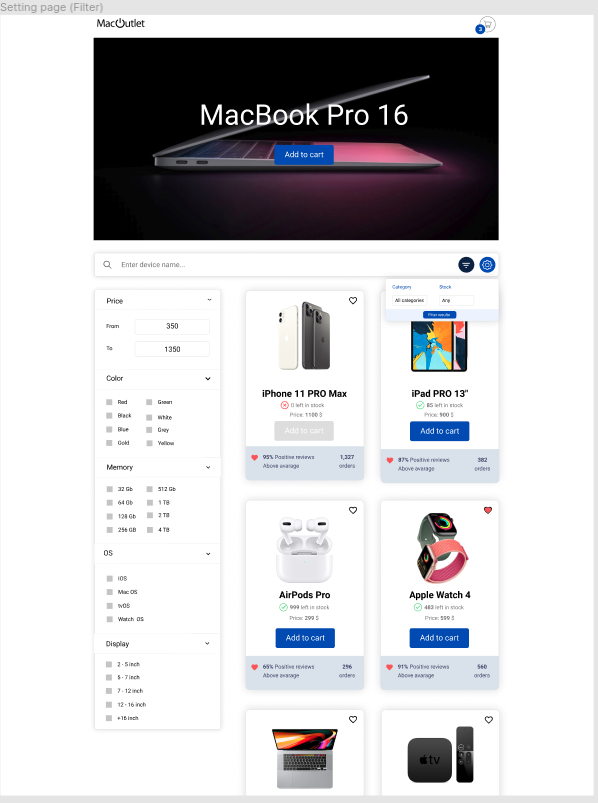 Setting page (Filter)
MacOutlet
3
MacBook Pro 16
Add to cart
Enter device name...
Category
Stock
All categories
Any
Filter results
Price
From
350
To
1350
Color
Red
Green
Black
White
Blue
Grey
Gold
Yellow
Memory
32 Gb
512 Gb
64 Gb
1 TB
128 Gb
2 TB
256 GB
4 TB
OS
iOS
Mac OS
tvOS
Watch OS
Display
2 - 5 inch
5 - 7 inch
7 - 12 inch
12 - 16 inch
+16 inch
iPhone 11 PRO Max
0 left in stock
Price: 1100 $
Add to cart
95% Positive reviews
Above avarage
1,327
orders
iPad PRO 13"
85 left in stock
Price: 900 $
Add to cart
87% Positive reviews
Above avarage
382
orders
AirPods Pro
999 left in stock
Price: 299 $
Add to cart
65% Positive reviews
Above avarage
296
orders
Apple Watch 4
483 left in stock
Price: 599 $
Add to cart
91% Positive reviews
Above avarage
560
orders
tv